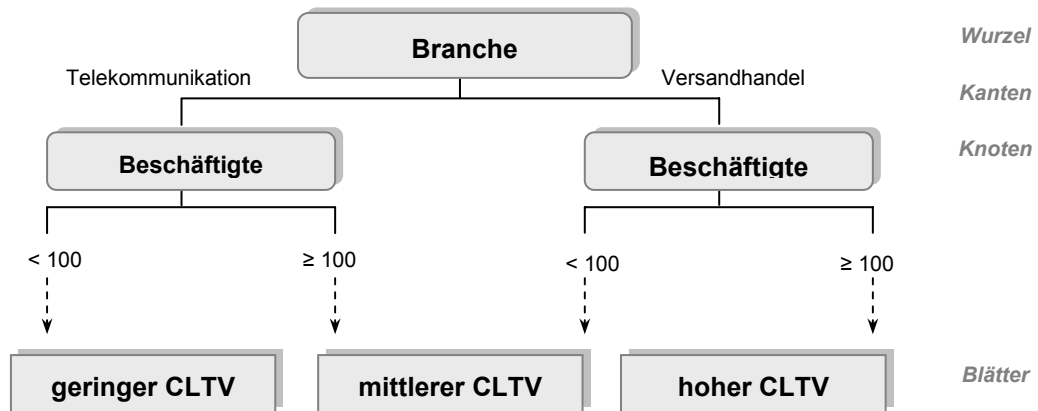 Branche
Wurzel
Telekommunikation
Versandhandel
Kanten
Beschäftigte
Beschäftigte
Knoten
< 100
≥ 100
< 100
≥ 100
geringer CLTV
mittlerer CLTV
hoher CLTV
Blätter